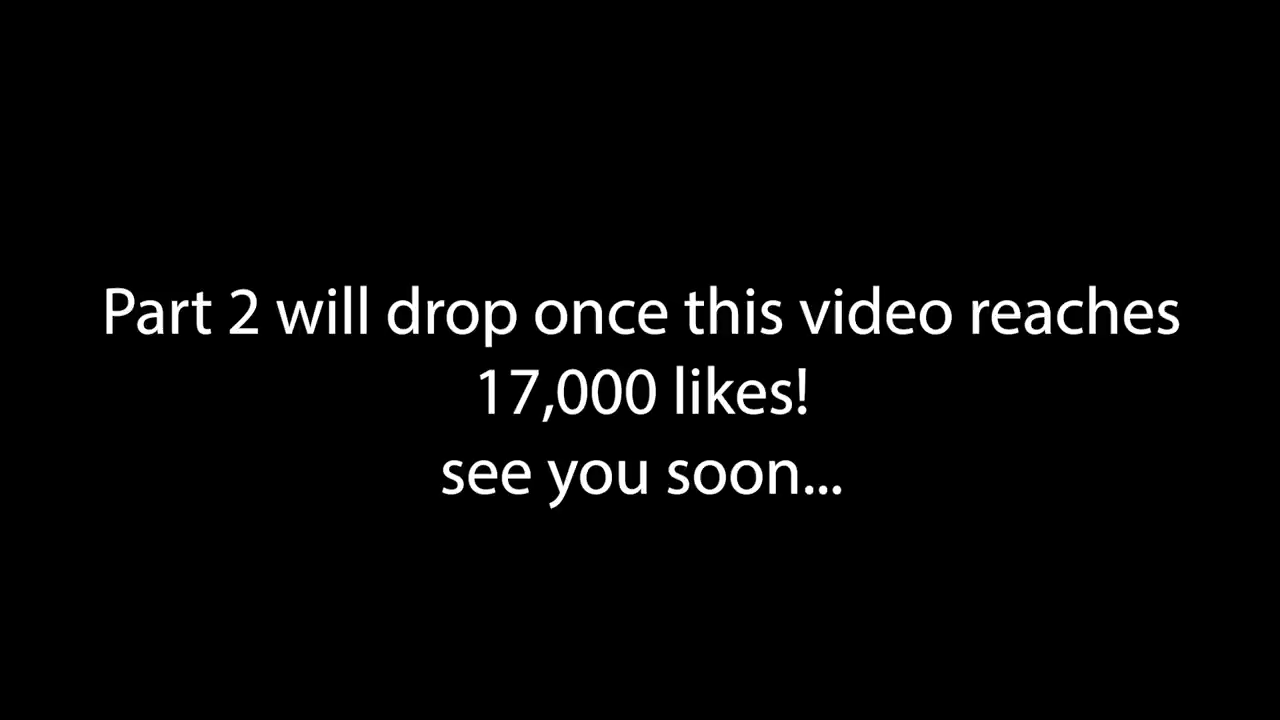 Part 2 will drop once this video reaches
17,000 likes!
see you soon...